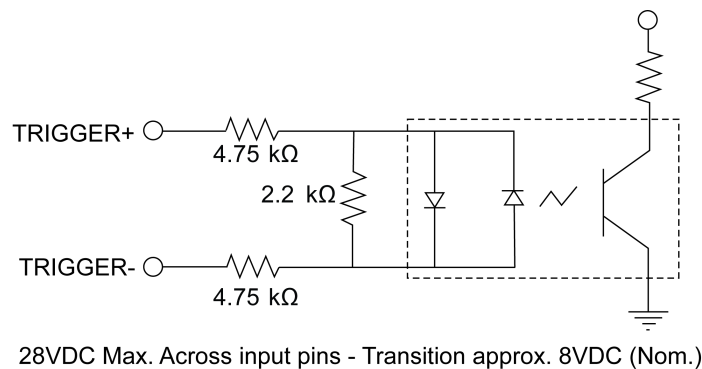 TRIGGER+
4.75 kΩ
2.2 kΩ
TRIGGER-
4.75 kΩ
28VDC Max. Across input pins - Transition approx. 8VDC (Nom.)